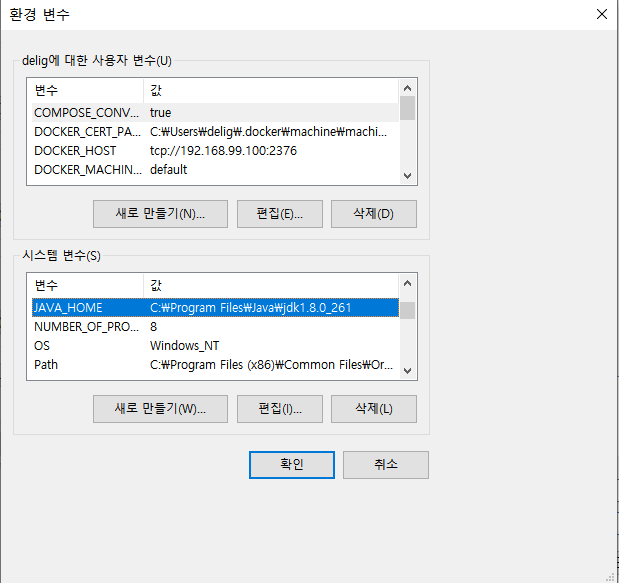 환경 변수
delig에 대한 사용자 변수(U)
변수 값
COMPOSE_CONV... true
DOCKER_CERT_PA... C:₩Users₩delig₩.docker₩machine₩machi...
DOCKER_HOST tcp://192.168.99.100:2376
DOCKER_MACHIN... default
새로 만들기(N)... 편집(E)... 삭제(D)
시스템 변수(S)
변수 값
JAVA_HOME C:₩Program Files₩Java₩jdk1.8.0_261
NUMBER_OF_PRO... 8
OS Windows_NT
Path C:₩Program Files (x86)₩Common Files₩Or...
새로 만들기(W)... 편집(I)... 삭제(L)
확인 취소